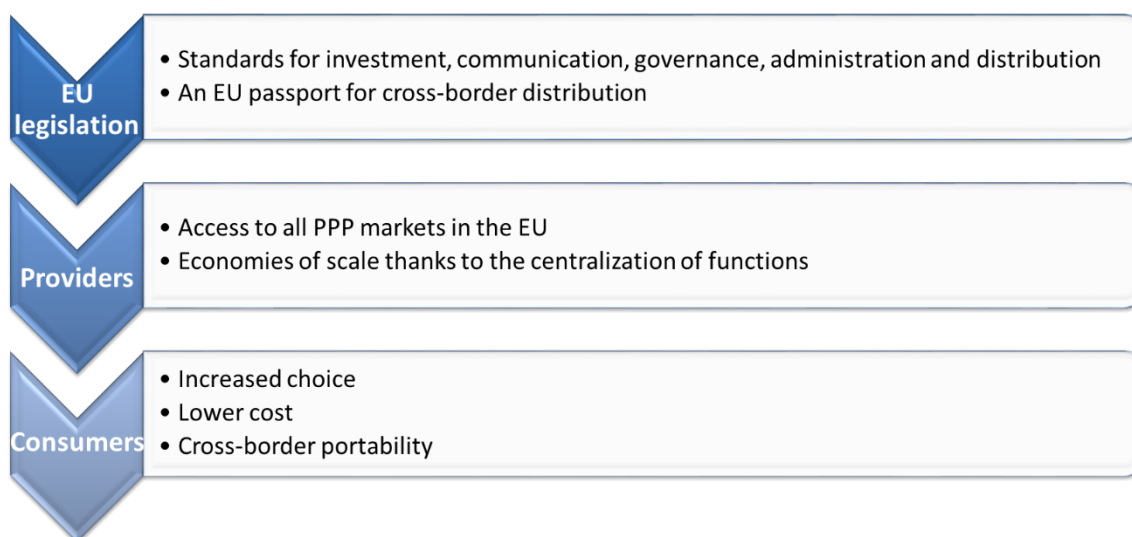 EU
legislation
• Standards for investment, communication, governance, administration and distribution
• An EU passport for cross-border distribution
Providers
• Access to all PPP markets in the EU
• Economies of scale thanks to the centralization of functions
Consumers
• Increased choice
• Lower cost
• Cross-border portability